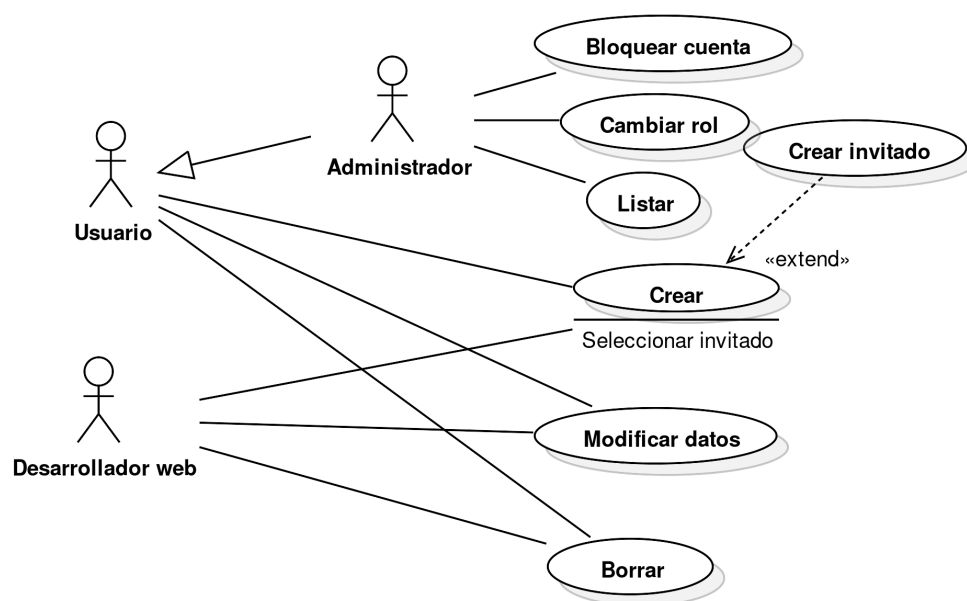 Bloquear cuenta
Cambiar rol
Crear invitado
Administrador
Listar
Usuario
«extend»
Crear
Seleccionar invitado
Modificar datos
Desarrollador web
Borrar